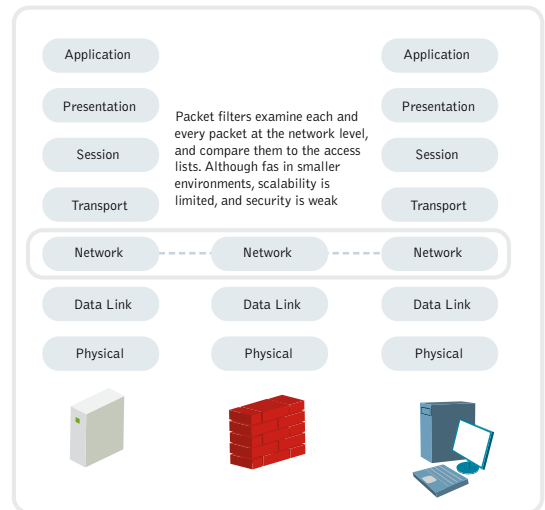 Application
Application
Presentation
Presentation
Packet filters examine each and
every packet at the network level,
and compare them to the access
lists. Although fas in smaller
environments, scalability is
limited, and security is weak
Session
Session
Transport
Transport
Network
Network
Network
Data Link
Data Link
Data Link
Physical
Physical
Physical